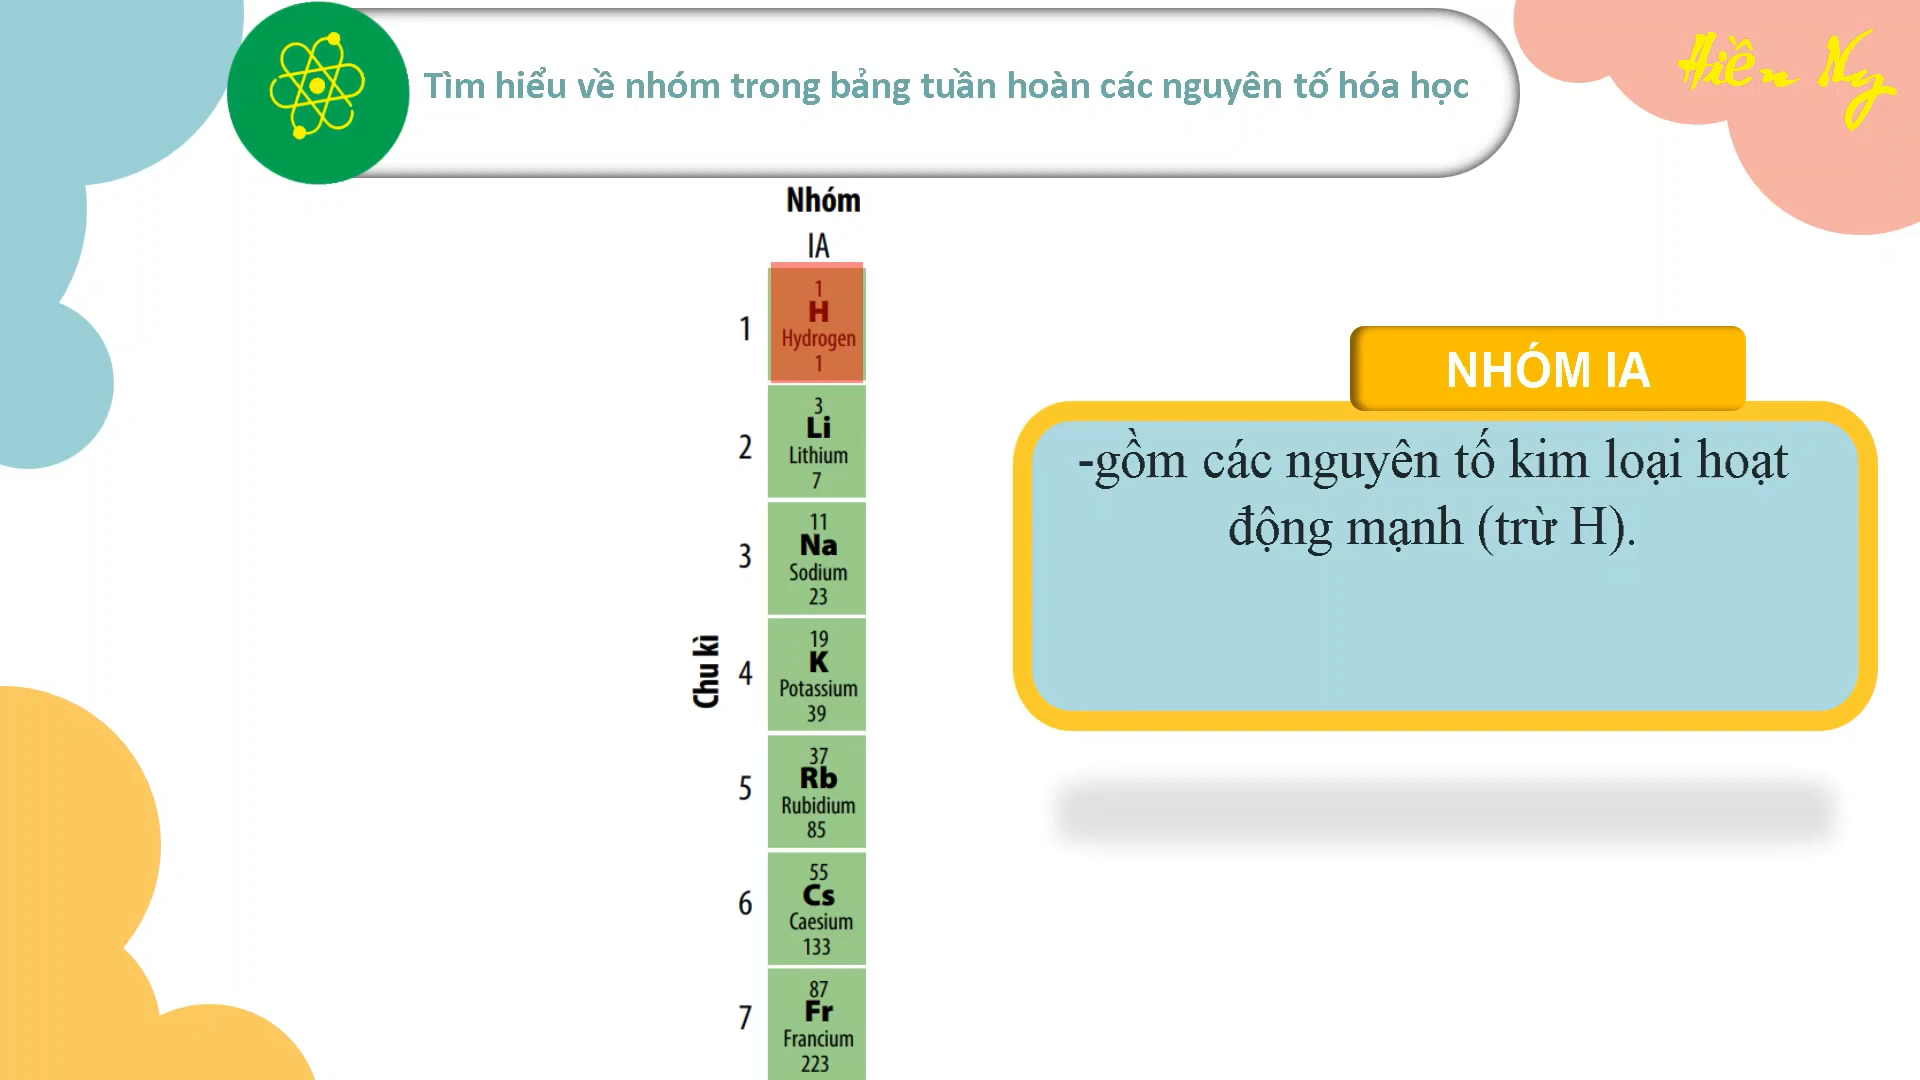 Tìm hiểu về nhóm trong bảng tuần hoàn các nguyên tố hóa học
Hiền Ny
Nhóm
IA
1
1
H
Hydrogen
1
2
3
Li
Lithium
7
3
11
Na
Sodium
23
Chu kì
4
19
K
Potassium
39
5
37
Rb
Rubidium
85
6
55
Cs
Caesium
133
7
87
Fr
Francium
223
NHÓM IA
-gồm các nguyên tố kim loại hoạt
động mạnh (trừ H).